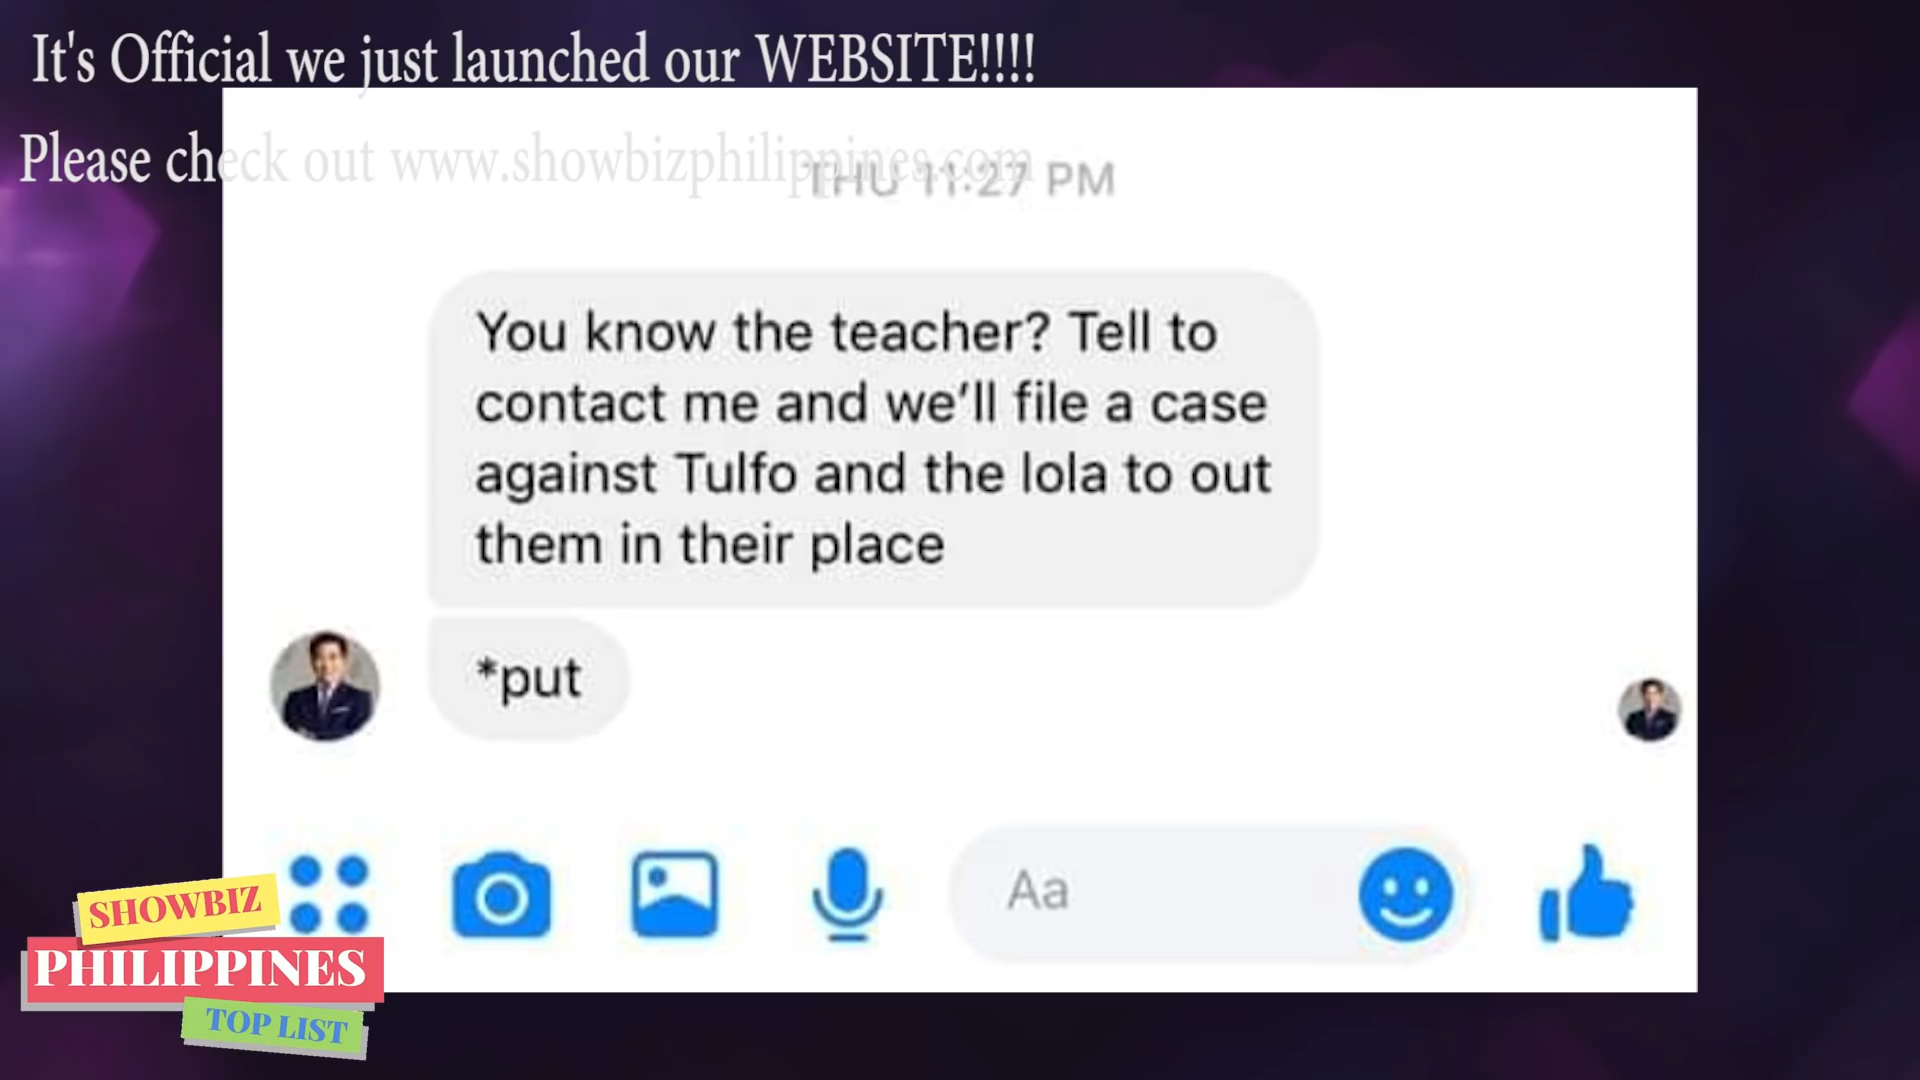 It's Official we just launched our WEBSITE!!!!
Please check out www.showbizphilippines.com
THU 11:27 PM
You know the teacher? Tell to
contact me and we'll file a case
against Tulfo and the lola to out
them in their place
*put
Aa
SHOWBIZ
PHILIPPINES
TOP LIST